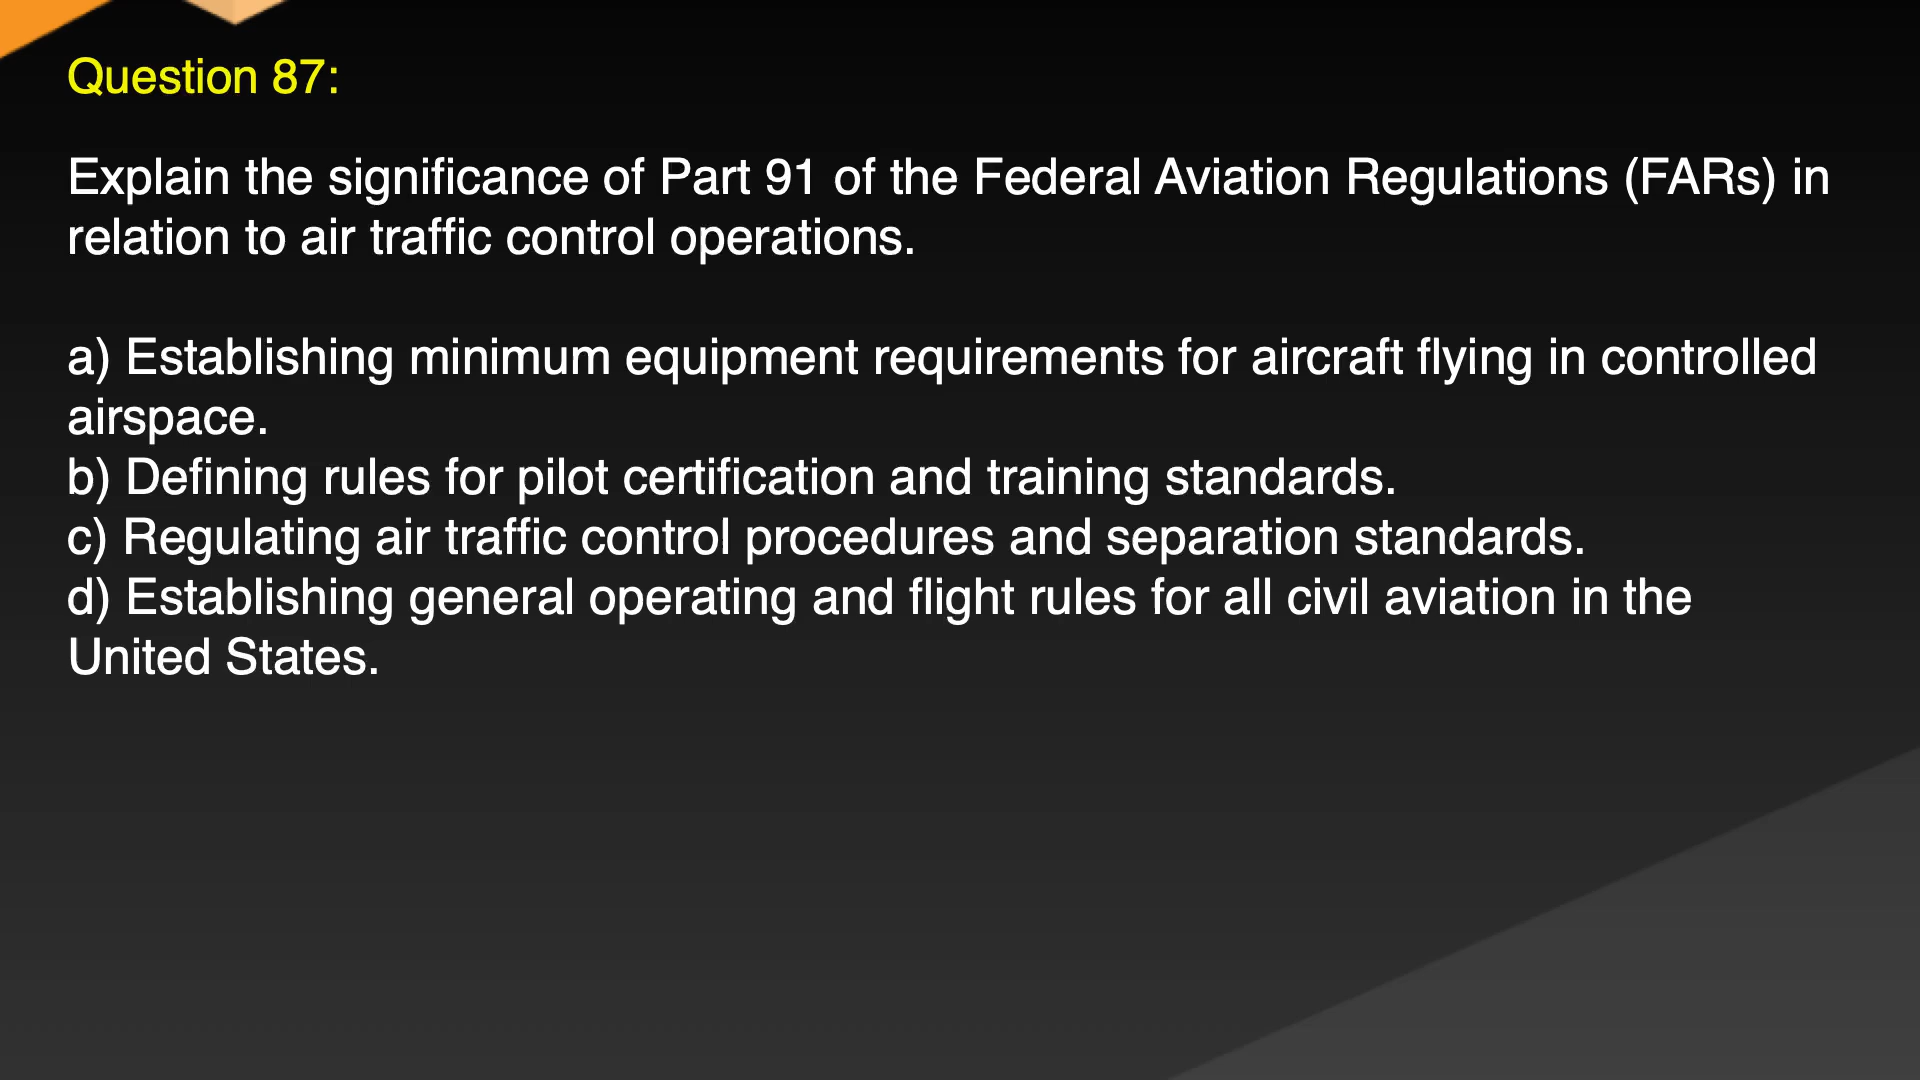 Question 87:
Explain the significance of Part 91 of the Federal Aviation Regulations (FARs) in
relation to air traffic control operations.
a) Establishing minimum equipment requirements for aircraft flying in controlled
airspace.
b) Defining rules for pilot certification and training standards.
c) Regulating air traffic control procedures and separation standards.
d) Establishing general operating and flight rules for all civil aviation in the
United States.